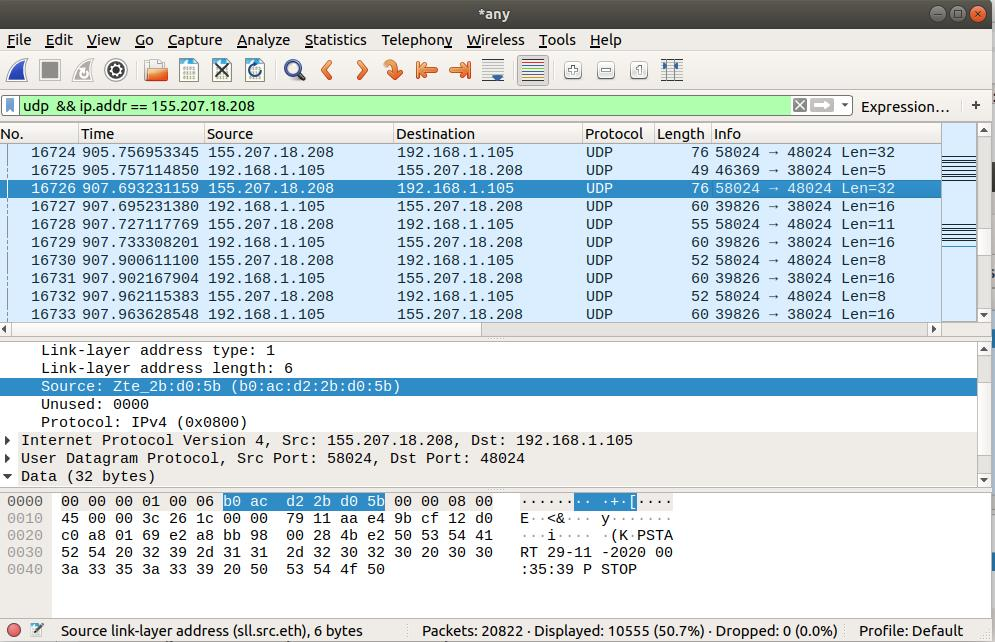 *any
File Edit View Go Capture Analyze Statistics Telephony Wireless Tools Help
udp && ip.addr == 155.207.18.208 Expression… +
No. Time Source Destination Protocol Length Info
16724 905.756953345 155.207.18.208 192.168.1.105 UDP 76 58024 → 48024 Len=32
16725 905.757114850 192.168.1.105 155.207.18.208 UDP 49 46369 → 38024 Len=5
16726 907.693231159 155.207.18.208 192.168.1.105 UDP 76 58024 → 48024 Len=32
16727 907.695231380 192.168.1.105 155.207.18.208 UDP 60 39826 → 38024 Len=16
16728 907.727117769 155.207.18.208 192.168.1.105 UDP 55 58024 → 48024 Len=11
16729 907.733308201 192.168.1.105 155.207.18.208 UDP 60 39826 → 38024 Len=16
16730 907.900611100 155.207.18.208 192.168.1.105 UDP 52 58024 → 48024 Len=8
16731 907.902167904 192.168.1.105 155.207.18.208 UDP 60 39826 → 38024 Len=16
16732 907.962115383 155.207.18.208 192.168.1.105 UDP 52 58024 → 48024 Len=8
16733 907.963628548 192.168.1.105 155.207.18.208 UDP 60 39826 → 38024 Len=16
Link-layer address type: 1
Link-layer address length: 6
Source: Zte_2b:d0:5b (b0:ac:d2:2b:d0:5b)
Unused: 0000
Protocol: IPv4 (0x0800)
Internet Protocol Version 4, Src: 155.207.18.208, Dst: 192.168.1.105
User Datagram Protocol, Src Port: 58024, Dst Port: 48024
Data (32 bytes)
0000 00 00 00 01 00 06 b0 ac d2 2b d0 5b 00 00 08 00 ········ ·+·[····
0010 45 00 00 3c 26 1c 00 00 79 11 aa e4 9b cf 12 d0 E··<&··· y·······
0020 c0 a8 01 69 e2 a8 bb 98 00 28 4b e2 50 53 54 41 ···i···· ·(K·PSTA
0030 52 54 20 32 39 2d 31 31 2d 32 30 32 30 20 30 30 RT 29-11 -2020 00
0040 3a 33 35 3a 33 39 20 50 53 54 4f 50 :35:39 P STOP
Source link-layer address (sll.src.eth), 6 bytes Packets: 20822 · Displayed: 10555 (50.7%) · Dropped: 0 (0.0%) Profile: Default